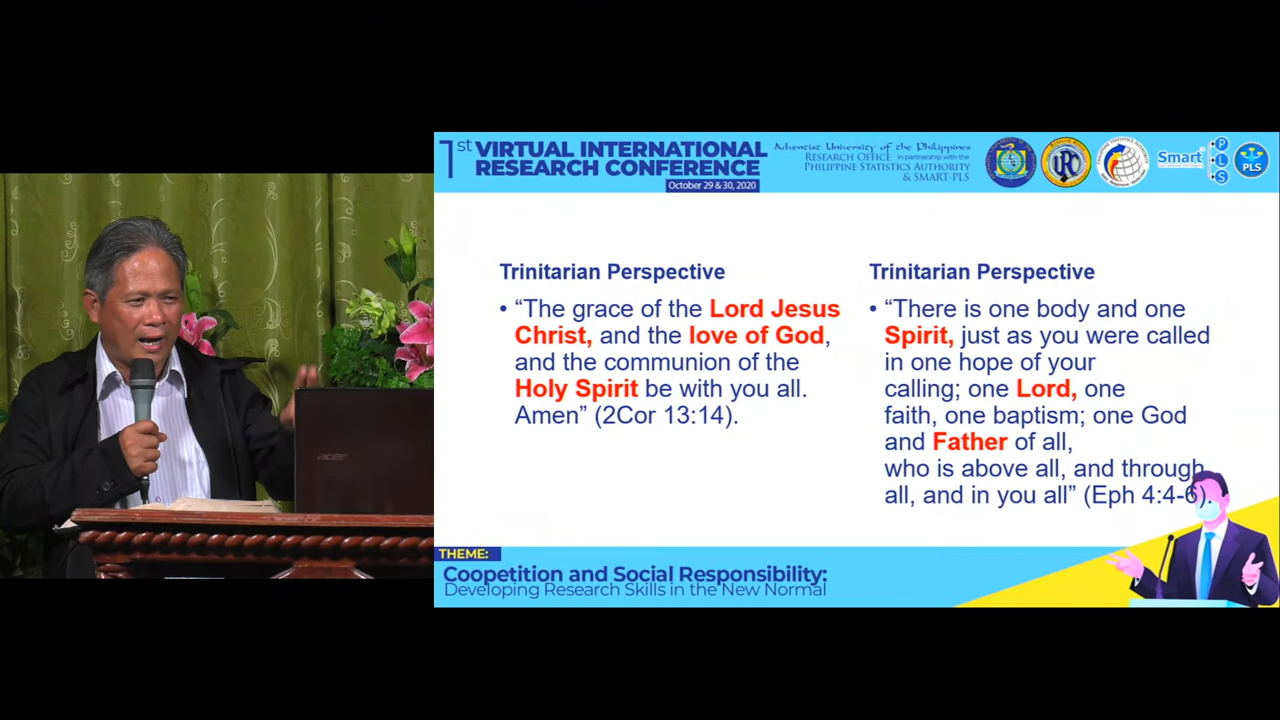 1st VIRTUAL INTERNATIONAL
RESEARCH CONFERENCE
October 29 & 30, 2020
Adventist University of the Philippines
RESEARCH OFFICE in partnership with the
PHILIPPINE STATISTICS AUTHORITY
& SMART-PLS
URC
Smart
P
L
S
PLS
Trinitarian Perspective
• “The grace of the Lord Jesus
Christ, and the love of God,
and the communion of the
Holy Spirit be with you all.
Amen” (2Cor 13:14).
Trinitarian Perspective
• “There is one body and one
Spirit, just as you were called
in one hope of your
calling; one Lord, one
faith, one baptism; one God
and Father of all,
who is above all, and through
all, and in you all” (Eph 4:4-6).
acer
THEME:
Coopetition and Social Responsibility:
Developing Research Skills in the New Normal